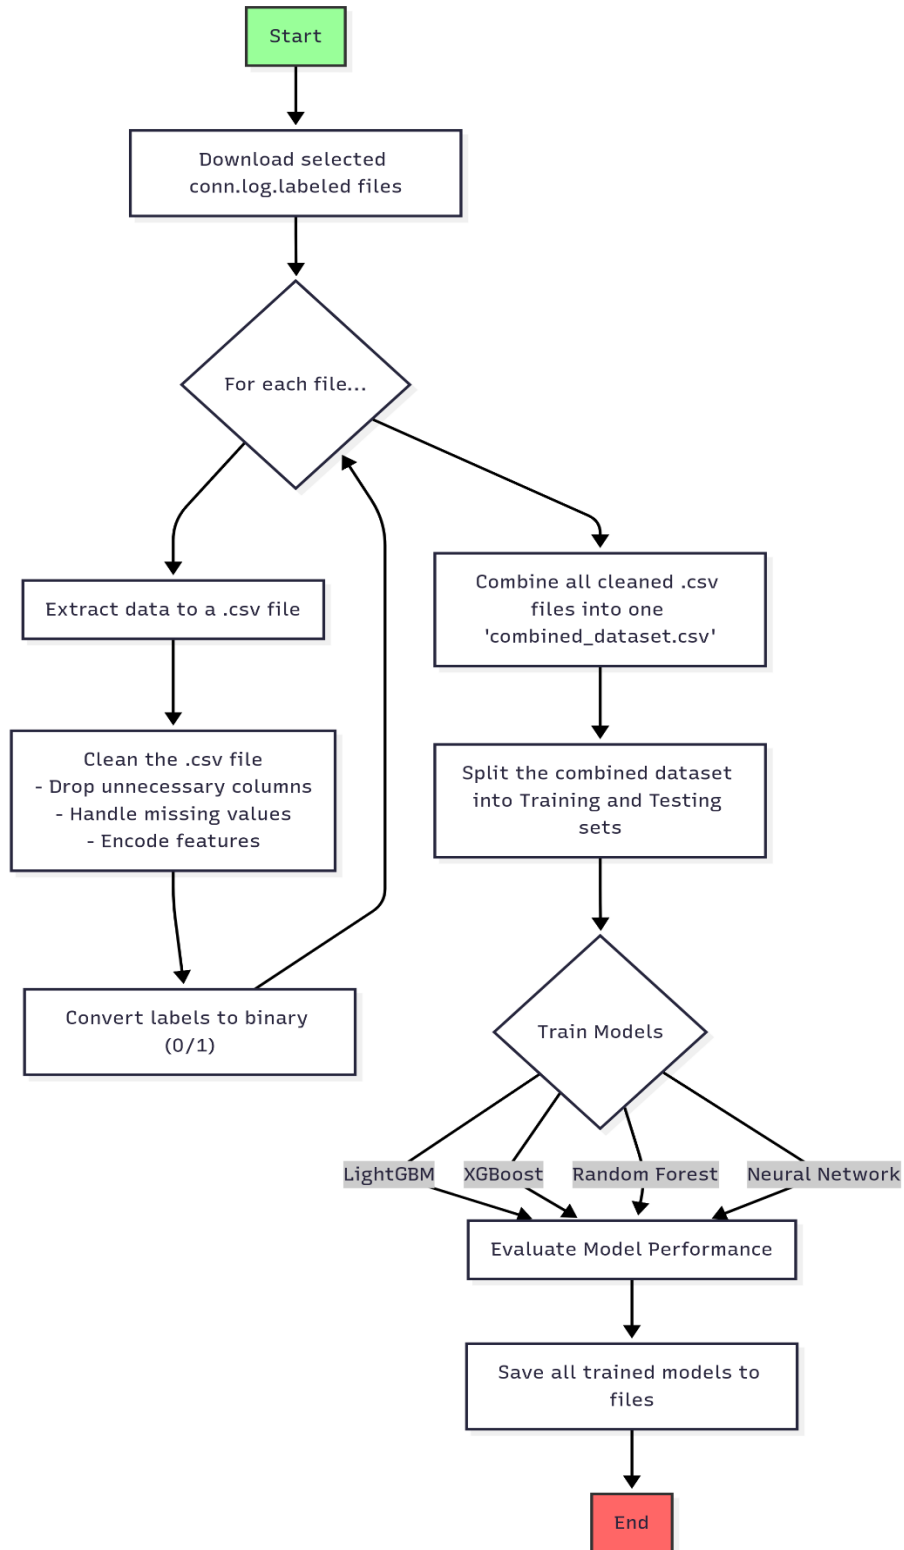 Start
Download selected
conn.log.labeled files
For each file...
Extract data to a .csv file
Clean the .csv file
- Drop unnecessary columns
- Handle missing values
- Encode features
Convert labels to binary
(0/1)
Combine all cleaned .csv
files into one
'combined_dataset.csv'
Split the combined dataset
into Training and Testing
sets
Train Models
LightGBM
XGBoost
Random Forest
Neural Network
Evaluate Model Performance
Save all trained models to
files
End